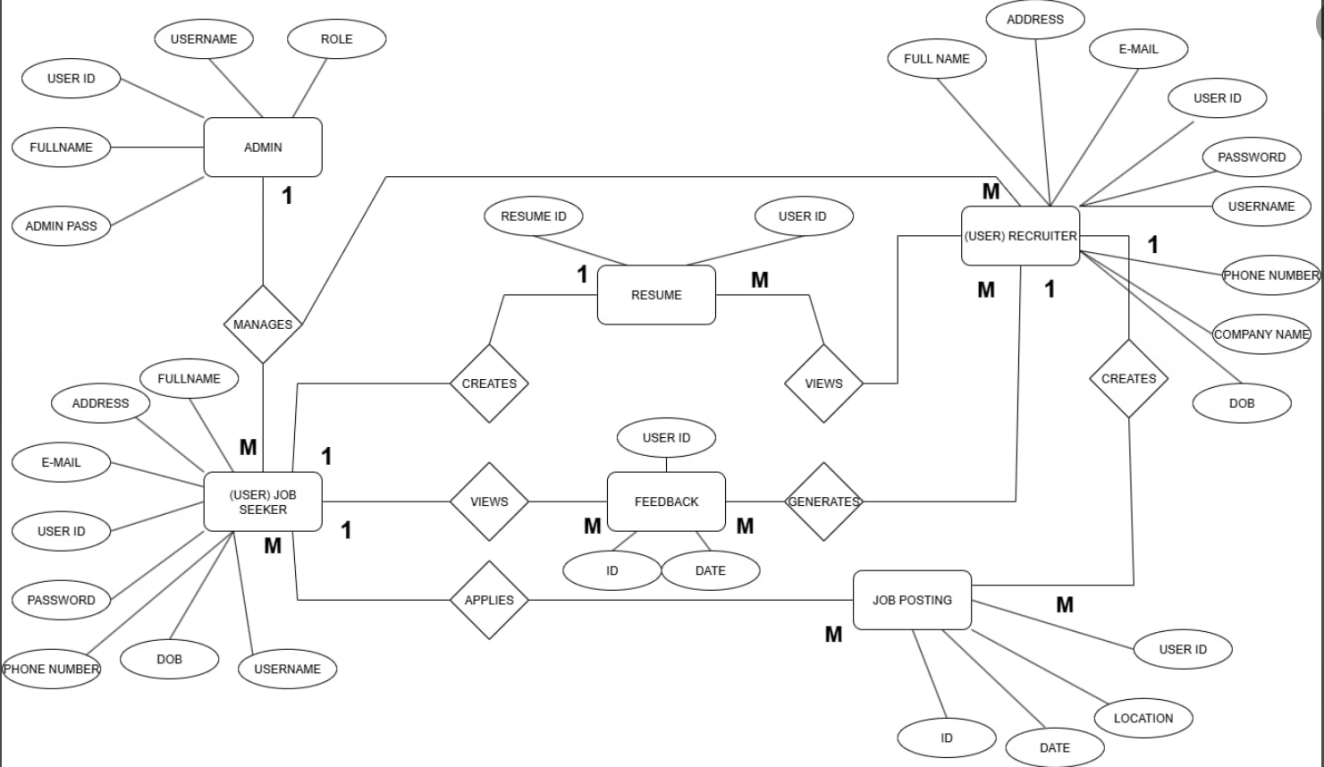 ADDRESS
USERNAME
ROLE
E-MAIL
FULL NAME
USER ID
USER ID
ADMIN
FULLNAME
PASSWORD
1
M
USERNAME
ADMIN PASS
RESUME ID
USER ID
(USER) RECRUITER
1
1
M
PHONE NUMBER
RESUME
M
1
MANAGES
COMPANY NAME
FULLNAME
CREATES
VIEWS
CREATES
ADDRESS
DOB
USER ID
M
1
E-MAIL
(USER) JOB
SEEKER
VIEWS
FEEDBACK
GENERATES
USER ID
1
M
M
M
ID
DATE
PASSWORD
APPLIES
JOB POSTING
M
M
PHONE NUMBER
DOB
USERNAME
USER ID
LOCATION
ID
DATE